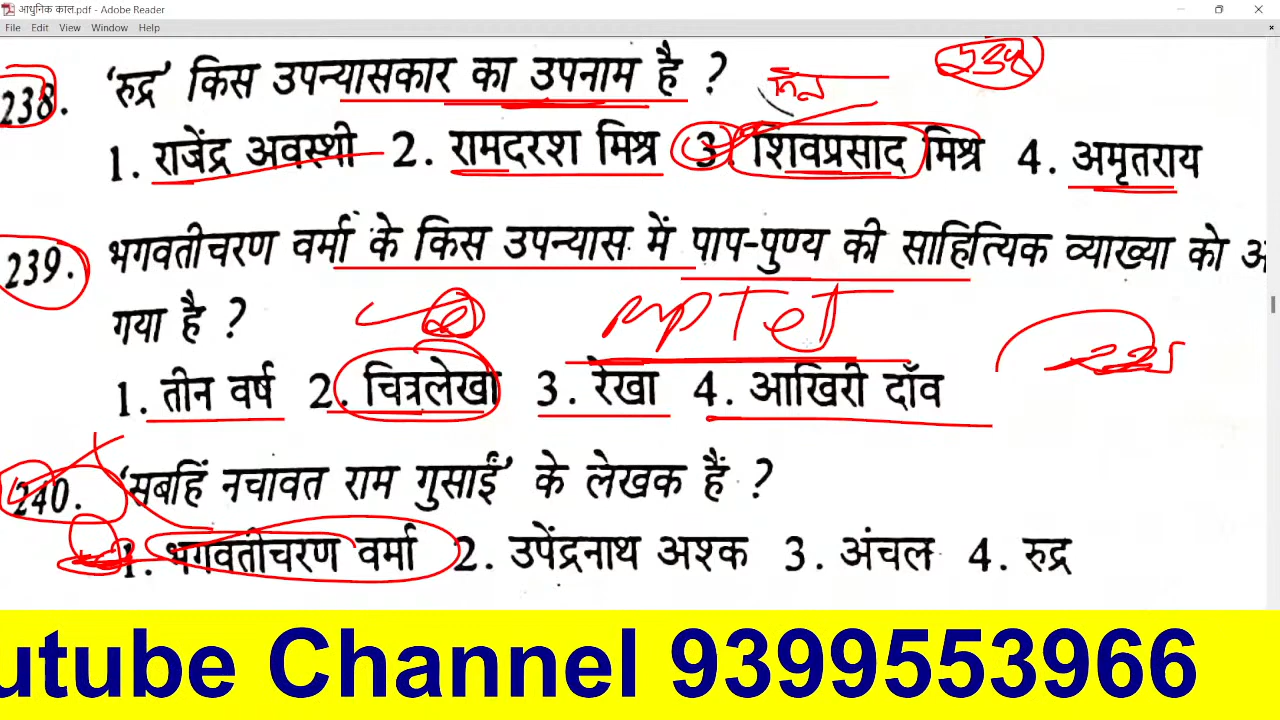 आधुनिक काल.pdf - Adobe Reader
File Edit View Window Help
238. 'रुद्र' किस उपन्यासकार का उपनाम है ?
1. राजेंद्र अवस्थी 2. रामदरश मिश्र 3. शिवप्रसाद मिश्र 4. अमृतराय
239. भगवतीचरण वर्मा के किस उपन्यास में पाप-पुण्य की साहित्यिक व्याख्या को
गया है ?
MPTET
1. तीन वर्ष 2. चित्रलेखा 3. रेखा 4. आखिरी दाँव
240. 'सबहिं नचावत राम गुसाईं' के लेखक हैं ?
1. भगवतीचरण वर्मा 2. उपेंद्रनाथ अश्क 3. अंचल 4. रुद्र
utube Channel 9399553966